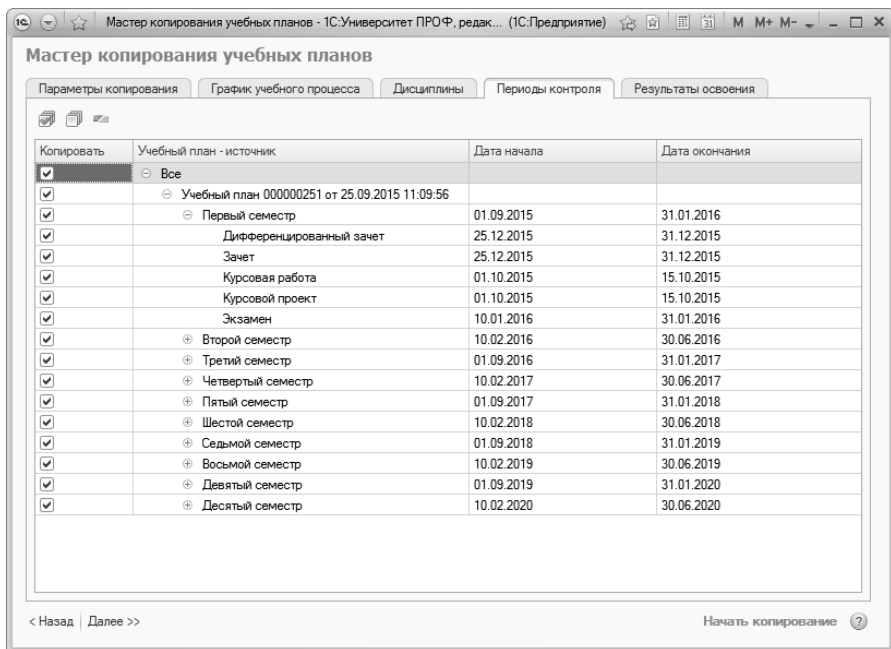 Мастер копирования учебных планов - 1С:Университет ПРОФ, редак... (1С:Предприятие) 31 M M+ M-
Мастер копирования учебных планов
Параметры копирования График учебного процесса Дисциплины Периоды контроля Результаты освоения
Копировать Учебный план - источник Дата начала Дата окончания
Все
Учебный план 000000251 от 25.09.2015 11:09:56
Первый семестр 01.09.2015 31.01.2016
Дифференцированный зачет 25.12.2015 31.12.2015
Зачет 25.12.2015 31.12.2015
Курсовая работа 01.10.2015 15.10.2015
Курсовой проект 01.10.2015 15.10.2015
Экзамен 10.01.2016 31.01.2016
Второй семестр 10.02.2016 30.06.2016
Третий семестр 01.09.2016 31.01.2017
Четвертый семестр 10.02.2017 30.06.2017
Пятый семестр 01.09.2017 31.01.2018
Шестой семестр 10.02.2018 30.06.2018
Седьмой семестр 01.09.2018 31.01.2019
Восьмой семестр 10.02.2019 30.06.2019
Девятый семестр 01.09.2019 31.01.2020
Десятый семестр 10.02.2020 30.06.2020
< Назад Далее >> Начать копирование ?